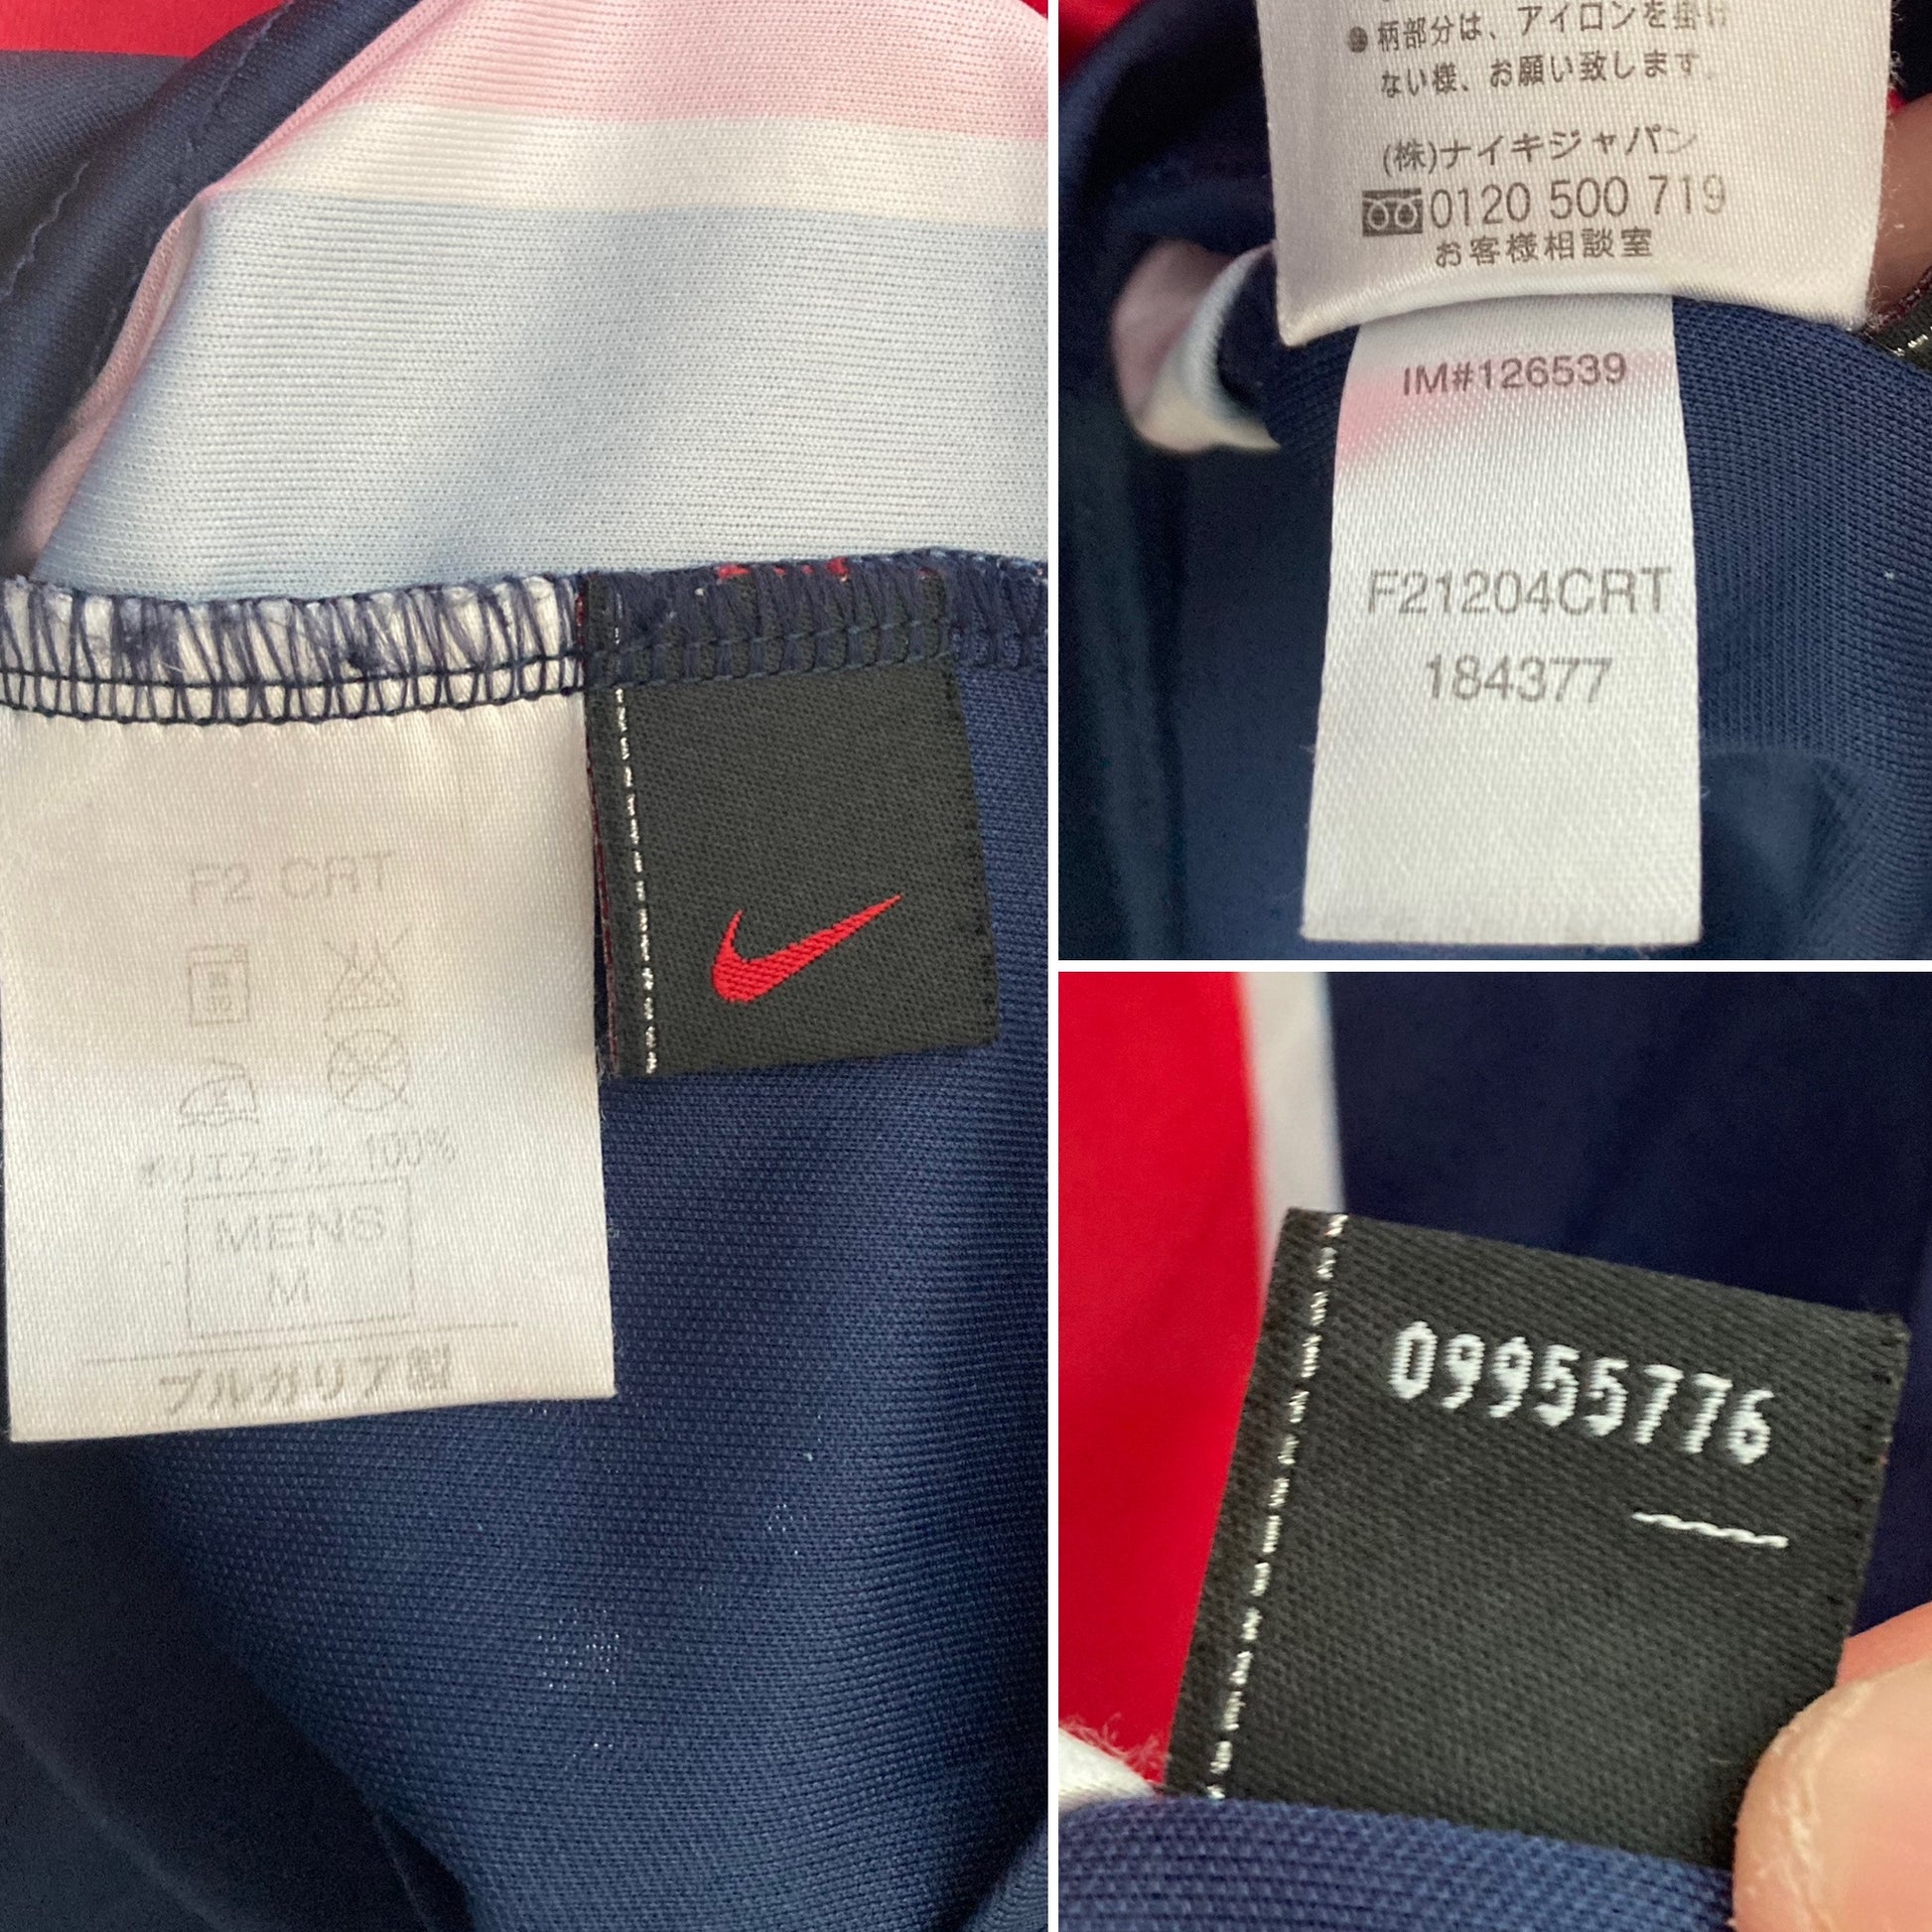 F2 CRT
ポリエステル 100%
MENS
M
ブルガリア製
●柄部分は、アイロンを掛け
ない様、お願い致します。
(株)ナイキジャパン
0120 500 719
お客様相談室
IM#126539
F21204CRT
184377
09955776